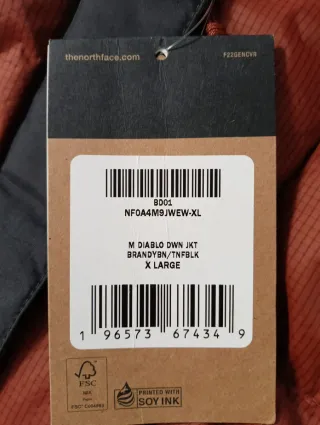 thenorthface.com
F22GENCV8
BD01
NF0A4M9JWEW-XL
M DIABLO DWN JKT
BRANDYBN/TNFBLK
X LARGE
1 96573 67434 9
FSC
MIX
PRINTED WITH
SOY INK